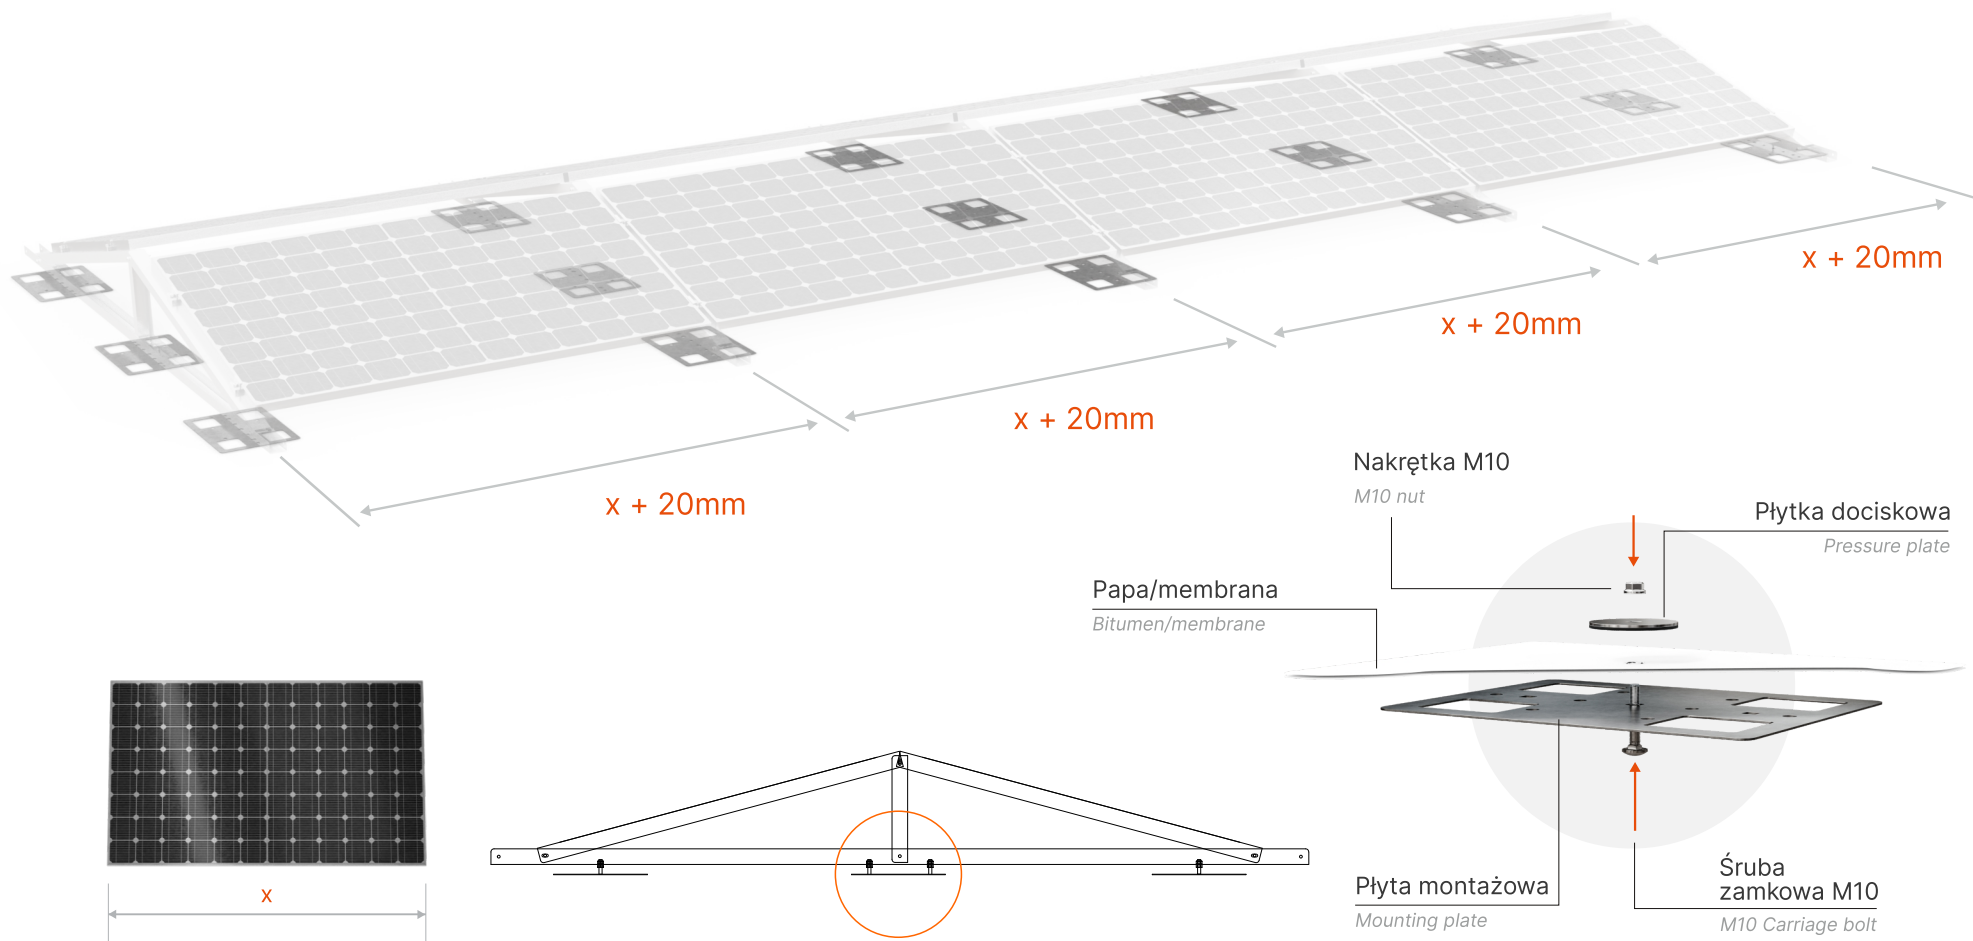 x + 20mm
x + 20mm
x + 20mm
x + 20mm
Nakrętka M10
M10 nut
Płytka dociskowa
Pressure plate
Papa/membrana
Bitumen/membrane
x
Płyta montażowa
Mounting plate
Śruba
zamkowa M10
M10 Carriage bolt